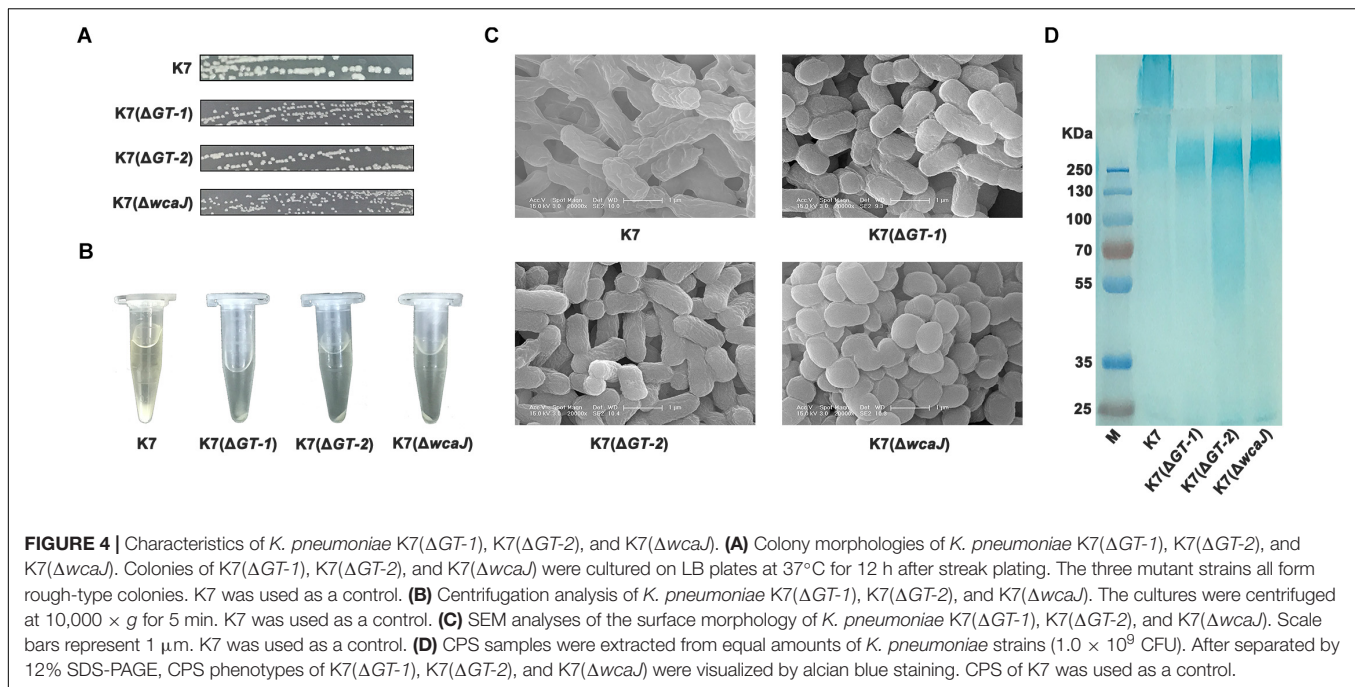 A
K7
K7(ΔGT-1)
K7(ΔGT-2)
K7(ΔwcaJ)
B
K7
K7(ΔGT-1)
K7(ΔGT-2)
K7(ΔwcaJ)
C
1 μm
K7
1 μm
K7(ΔGT-1)
1 μm
K7(ΔGT-2)
1 μm
K7(ΔwcaJ)
D
KDa
250
130
100
70
55
35
25
M
K7
K7(ΔGT-1)
K7(ΔGT-2)
K7(ΔwcaJ)
FIGURE 4 | Characteristics of K. pneumoniae K7(ΔGT-1), K7(ΔGT-2), and K7(ΔwcaJ). (A) Colony morphologies of K. pneumoniae K7(ΔGT-1), K7(ΔGT-2), and
K7(ΔwcaJ). Colonies of K7(ΔGT-1), K7(ΔGT-2), and K7(ΔwcaJ) were cultured on LB plates at 37°C for 12 h after streak plating. The three mutant strains all form
rough-type colonies. K7 was used as a control. (B) Centrifugation analysis of K. pneumoniae K7(ΔGT-1), K7(ΔGT-2), and K7(ΔwcaJ). The cultures were centrifuged
at 10,000 × g for 5 min. K7 was used as a control. (C) SEM analyses of the surface morphology of K. pneumoniae K7(ΔGT-1), K7(ΔGT-2), and K7(ΔwcaJ). Scale
bars represent 1 μm. K7 was used as a control. (D) CPS samples were extracted from equal amounts of K. pneumoniae strains (1.0 × 10⁹ CFU). After separated by
12% SDS-PAGE, CPS phenotypes of K7(ΔGT-1), K7(ΔGT-2), and K7(ΔwcaJ) were visualized by alcian blue staining. CPS of K7 was used as a control.